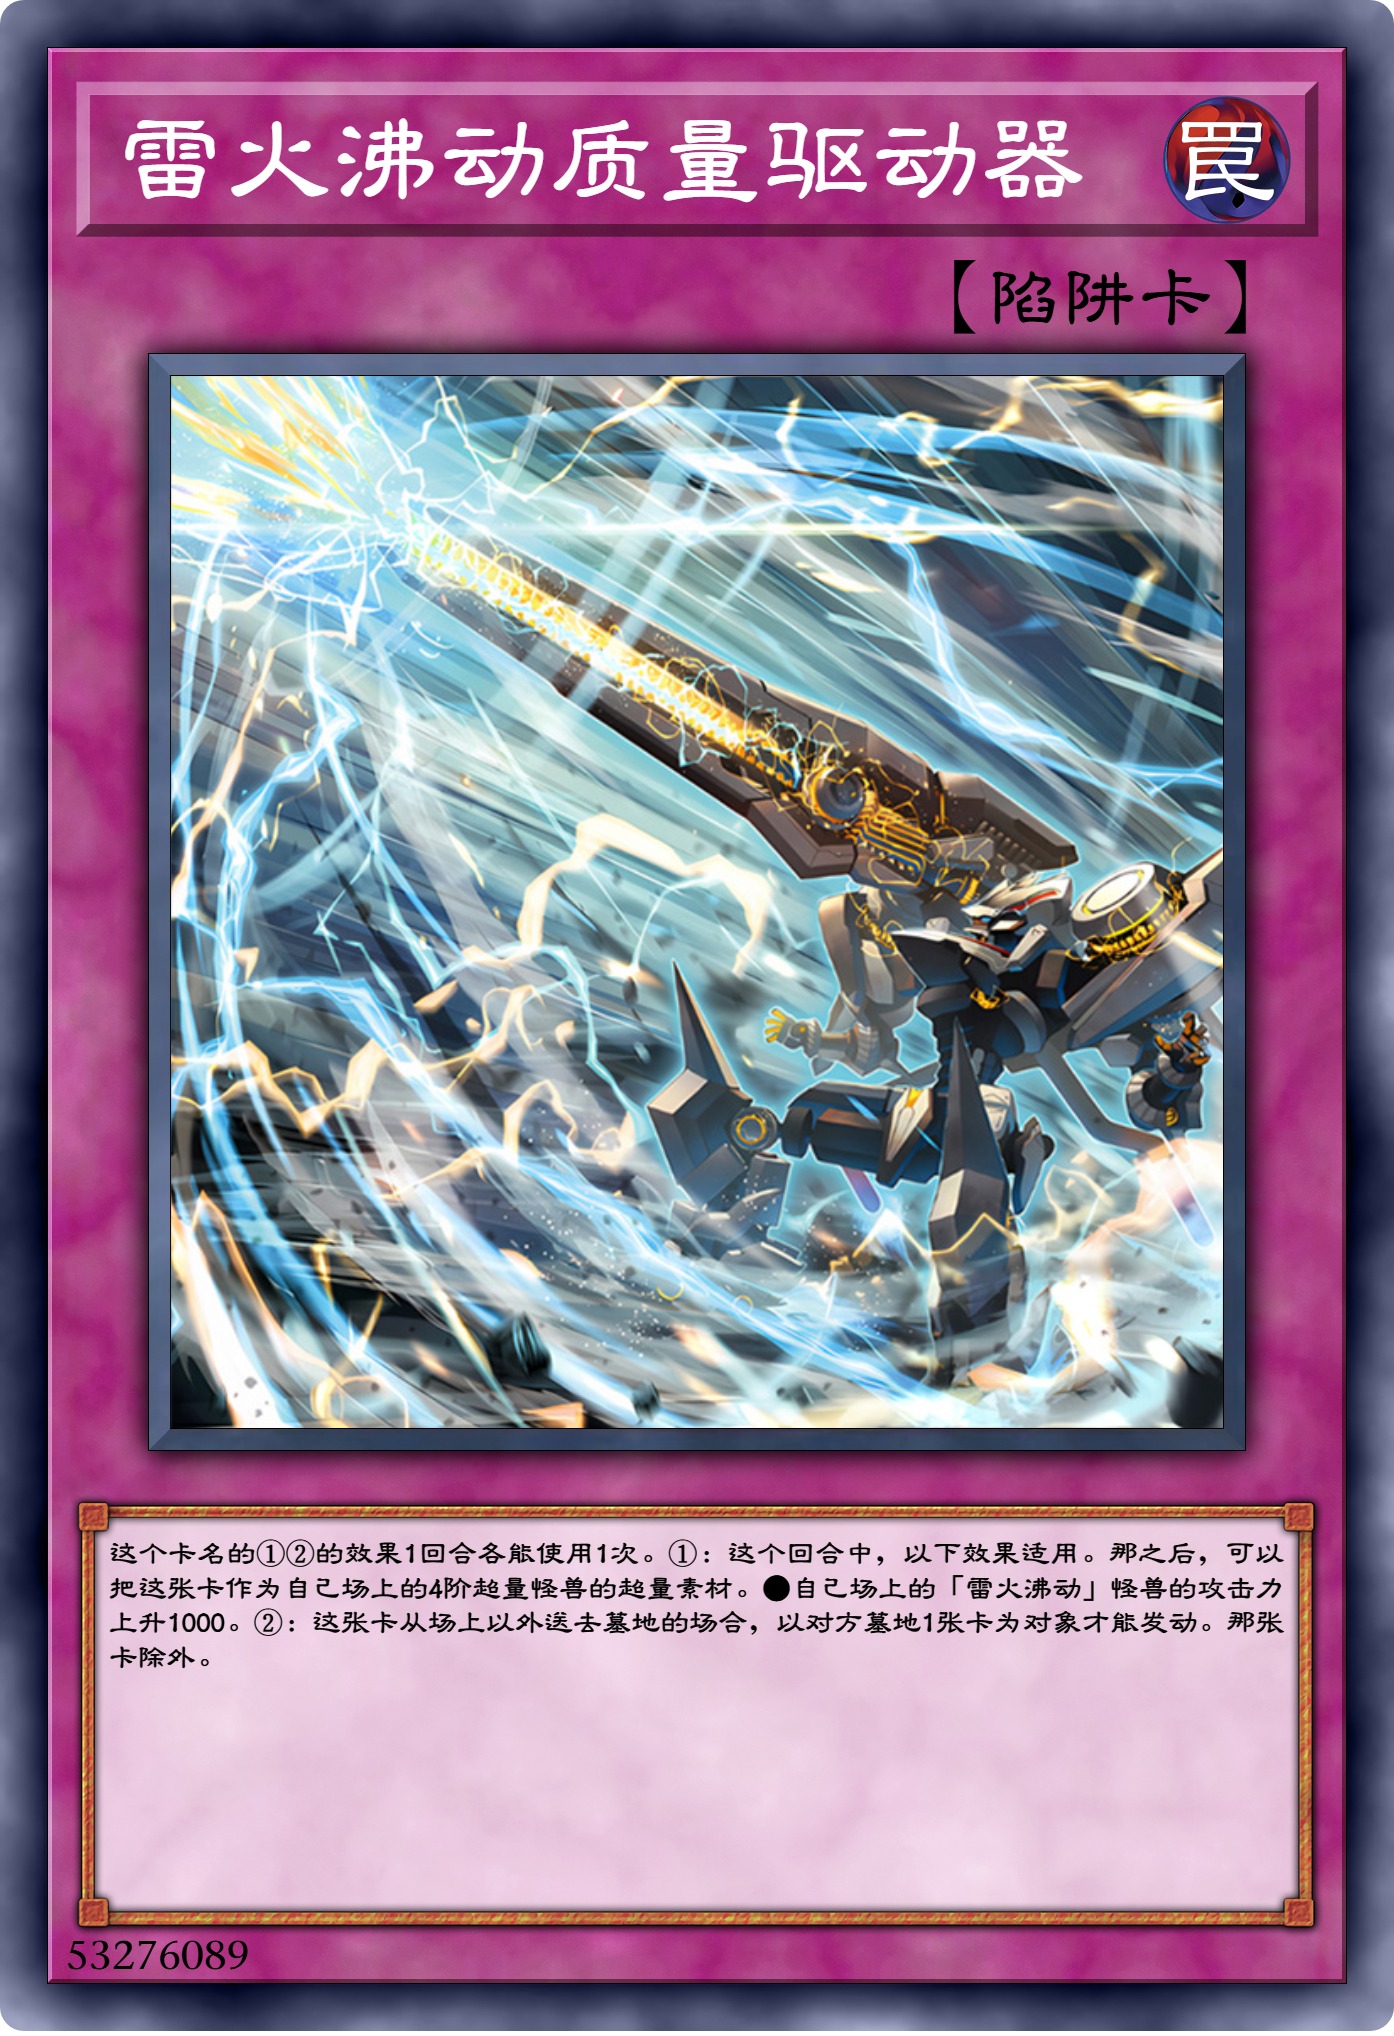 雷火沸动质量驱动器
罠
【陷阱卡】
这个卡名的①②的效果1回合各能使用1次。①：这个回合中，以下效果适用。那之后，可以
把这张卡作为自己场上的4阶超量怪兽的超量素材。●自己场上的「雷火沸动」怪兽的攻击力
上升1000。②：这张卡从场上以外送去墓地的场合，以对方墓地1张卡为对象才能发动。那张
卡除外。
53276089